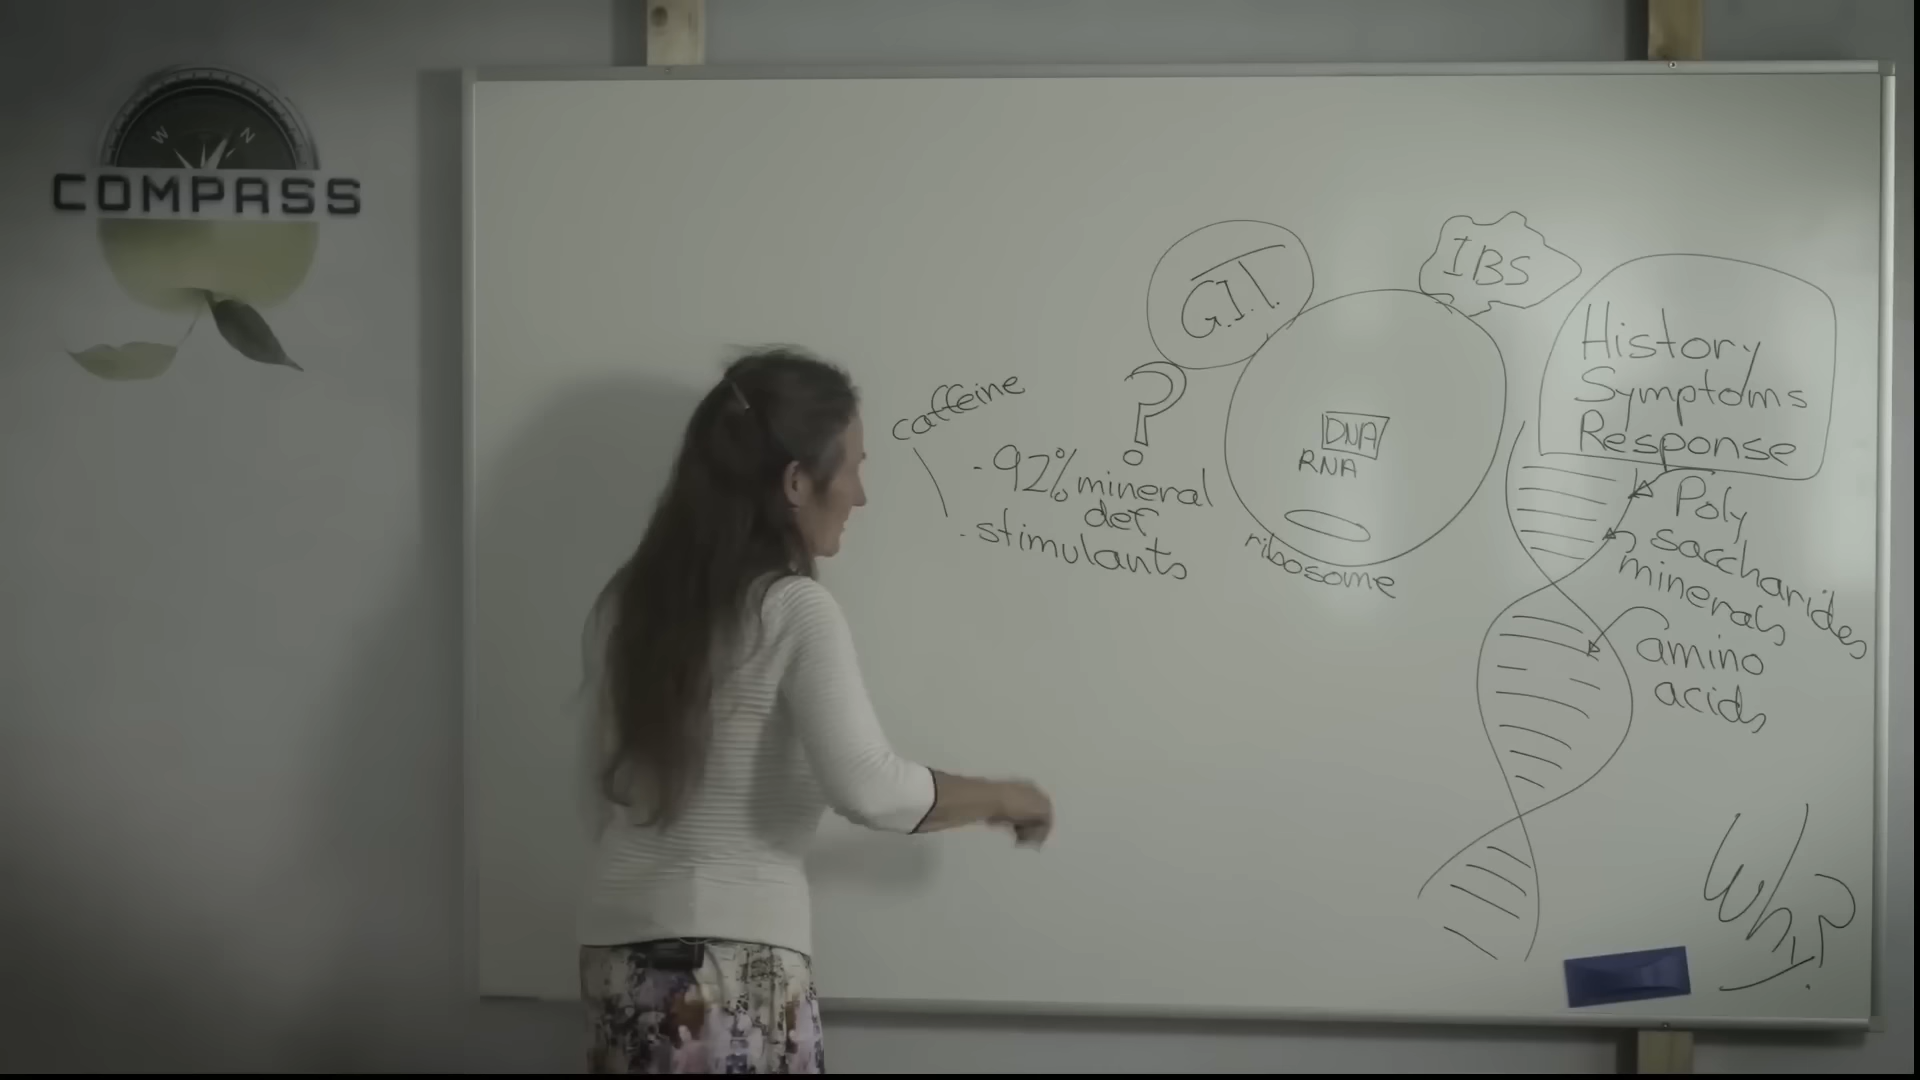 W N
COMPASS
G.I.T.
IBS
History
Symptoms
Response
caffeine
?
DNA
RNA
- 92% mineral
def
. stimulants
ribosome
Poly
saccharides
minerals
amino
acids
Why?